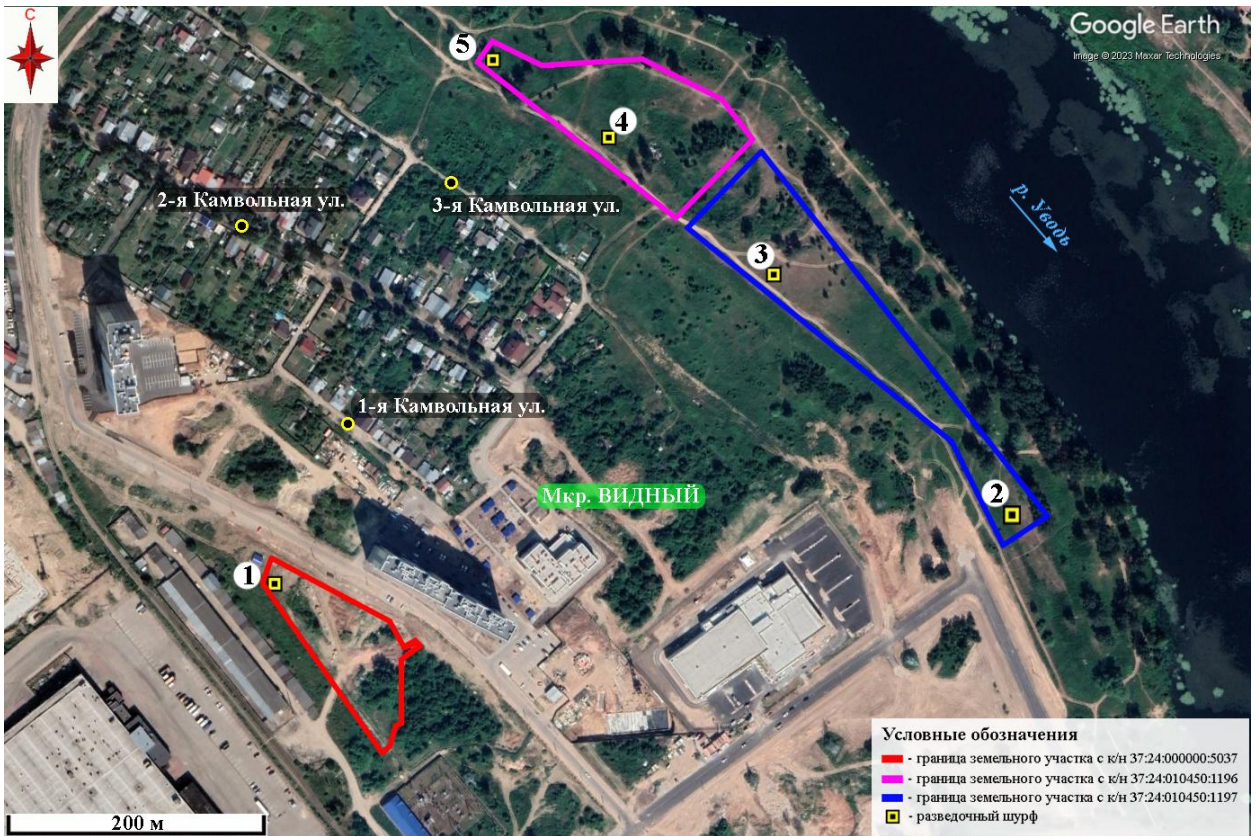 С
Google Earth
Image © 2023 Maxar Technologies
5
4
2-я Камвольная ул.
3-я Камвольная ул.
р. Уводь
3
1-я Камвольная ул.
Мкр. ВИДНЫЙ
2
1
Условные обозначения
- граница земельного участка с к/н 37:24:000000:5037
- граница земельного участка с к/н 37:24:010450:1196
- граница земельного участка с к/н 37:24:010450:1197
- разведочный шурф
200 м